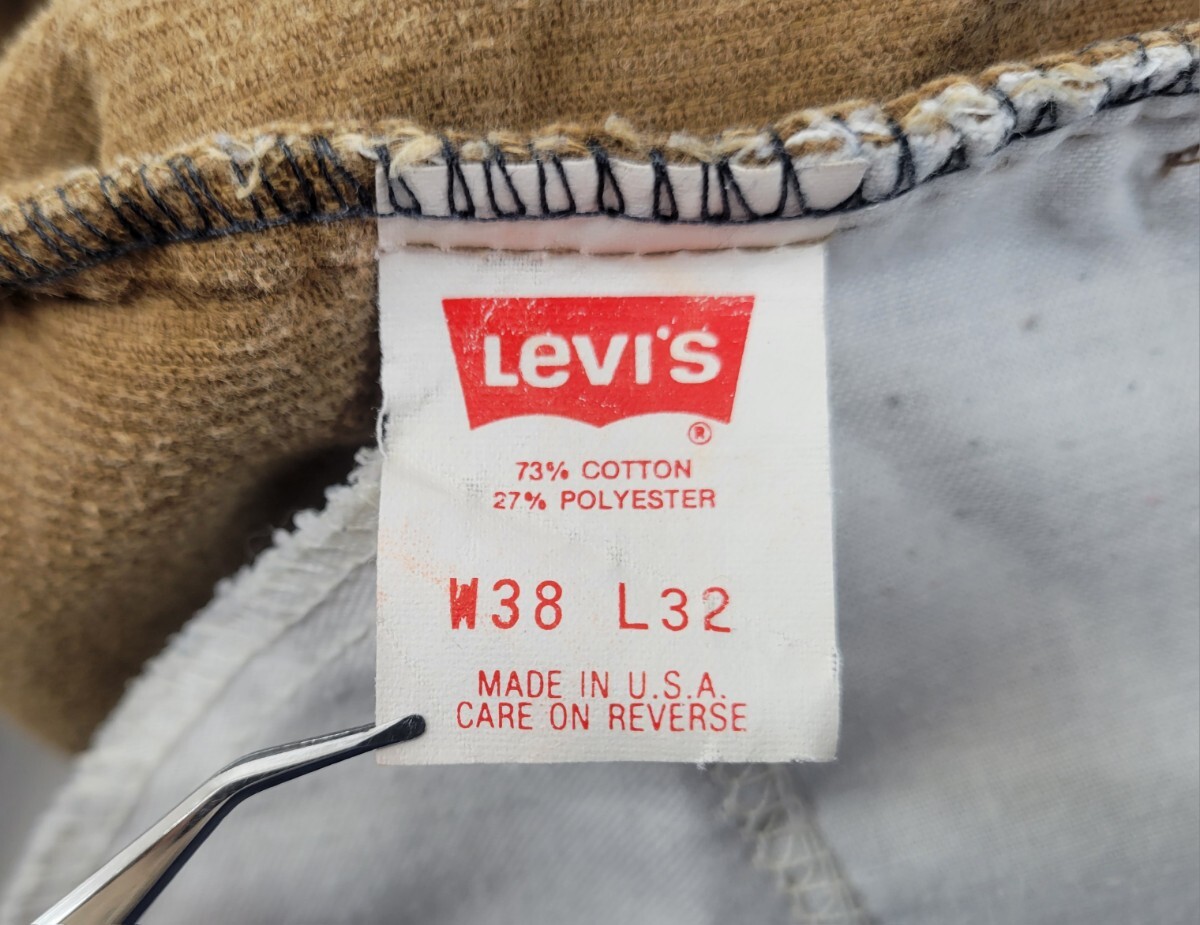 Levi's
®
73% COTTON
27% POLYESTER
W38 L32
MADE IN U.S.A.
CARE ON REVERSE